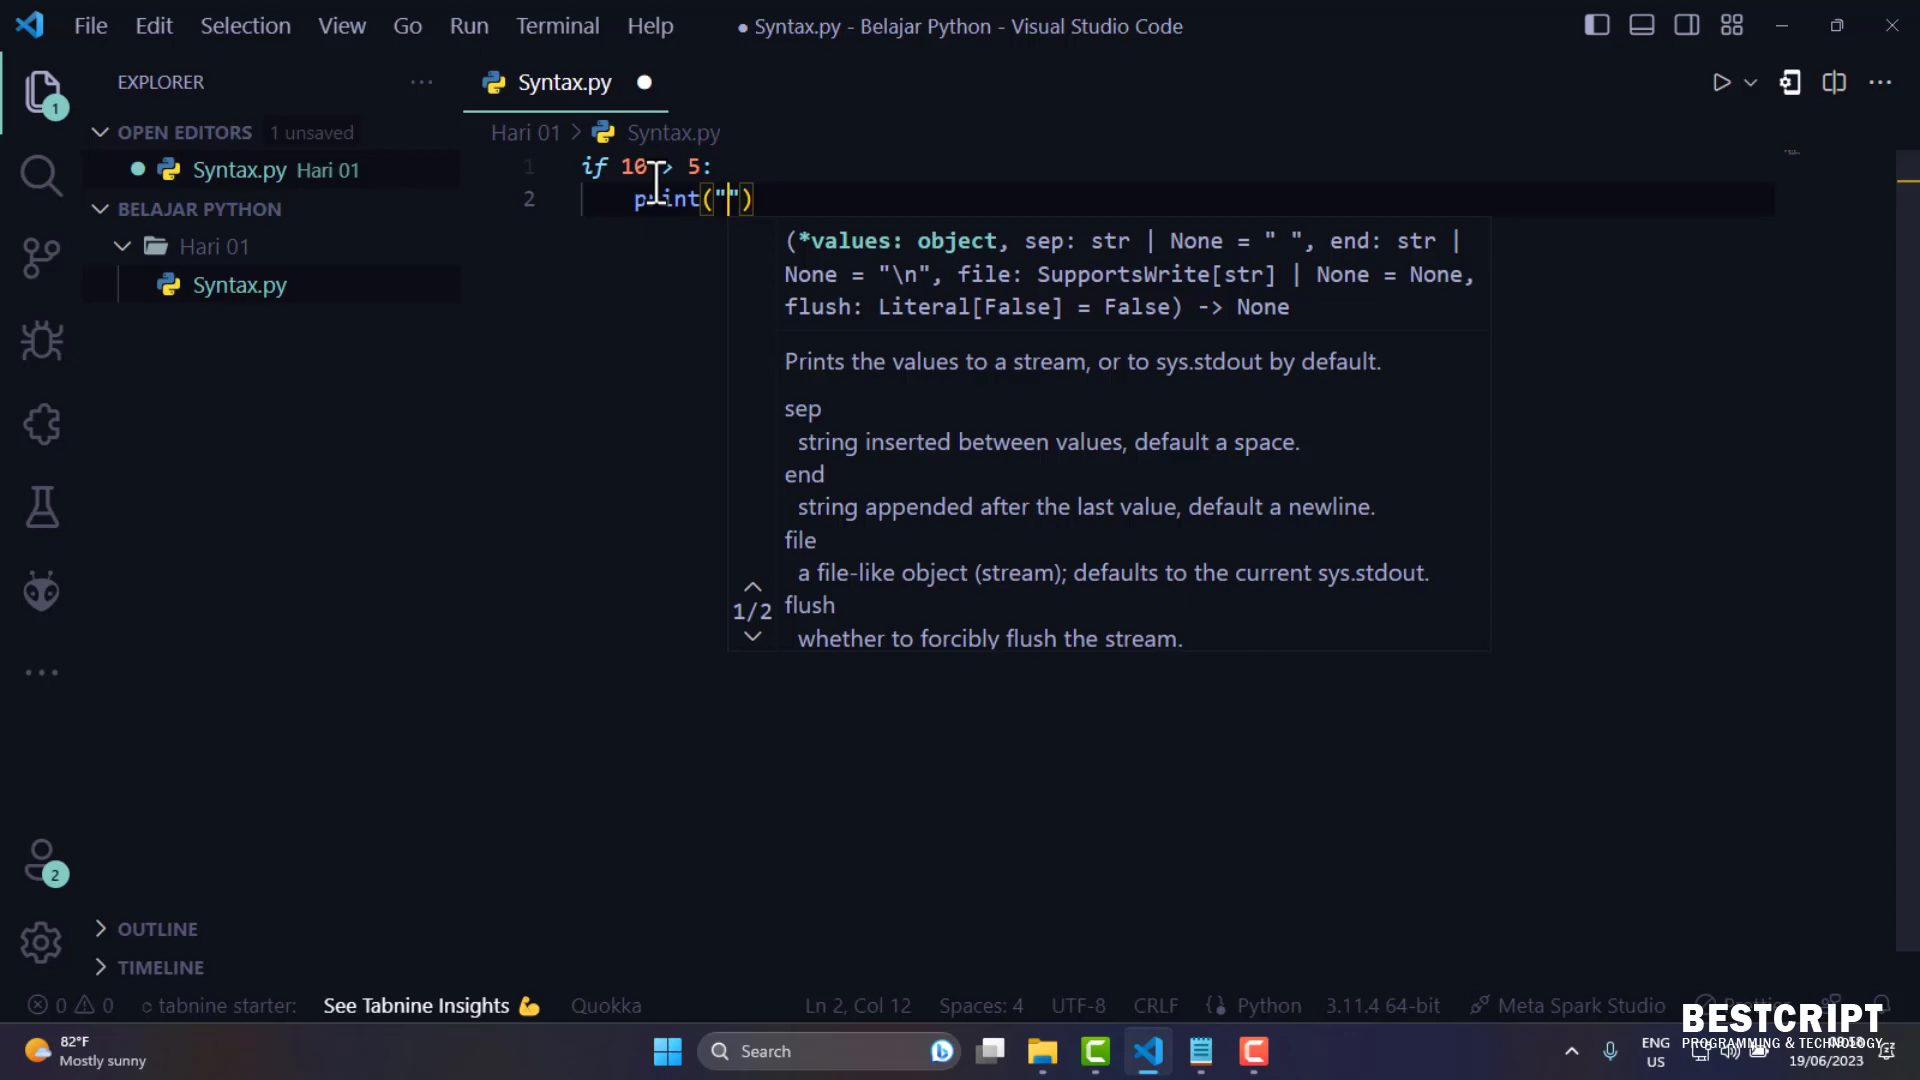 File Edit Selection View Go Run Terminal Help
● Syntax.py - Belajar Python - Visual Studio Code
EXPLORER
Syntax.py
1
OPEN EDITORS 1 unsaved
Hari 01 > Syntax.py
Syntax.py Hari 01
1 if 10 > 5:
2 print("")
BELAJAR PYTHON
Hari 01
Syntax.py
(*values: object, sep: str | None = " ", end: str |
None = "\n", file: SupportsWrite[str] | None = None,
flush: Literal[False] = False) -> None
Prints the values to a stream, or to sys.stdout by default.
sep
string inserted between values, default a space.
end
string appended after the last value, default a newline.
file
a file-like object (stream); defaults to the current sys.stdout.
1/2
flush
whether to forcibly flush the stream.
2
OUTLINE
TIMELINE
0 0 tabnine starter: See Tabnine Insights Quokka Ln 2, Col 12 Spaces: 4 UTF-8 CRLF Python 3.11.4 64-bit Meta Spark Studio
BESTCRIPT
PROGRAMMING & TECHNOLOGY
82°F
Mostly sunny
Search
ENG
US
19/06/2023